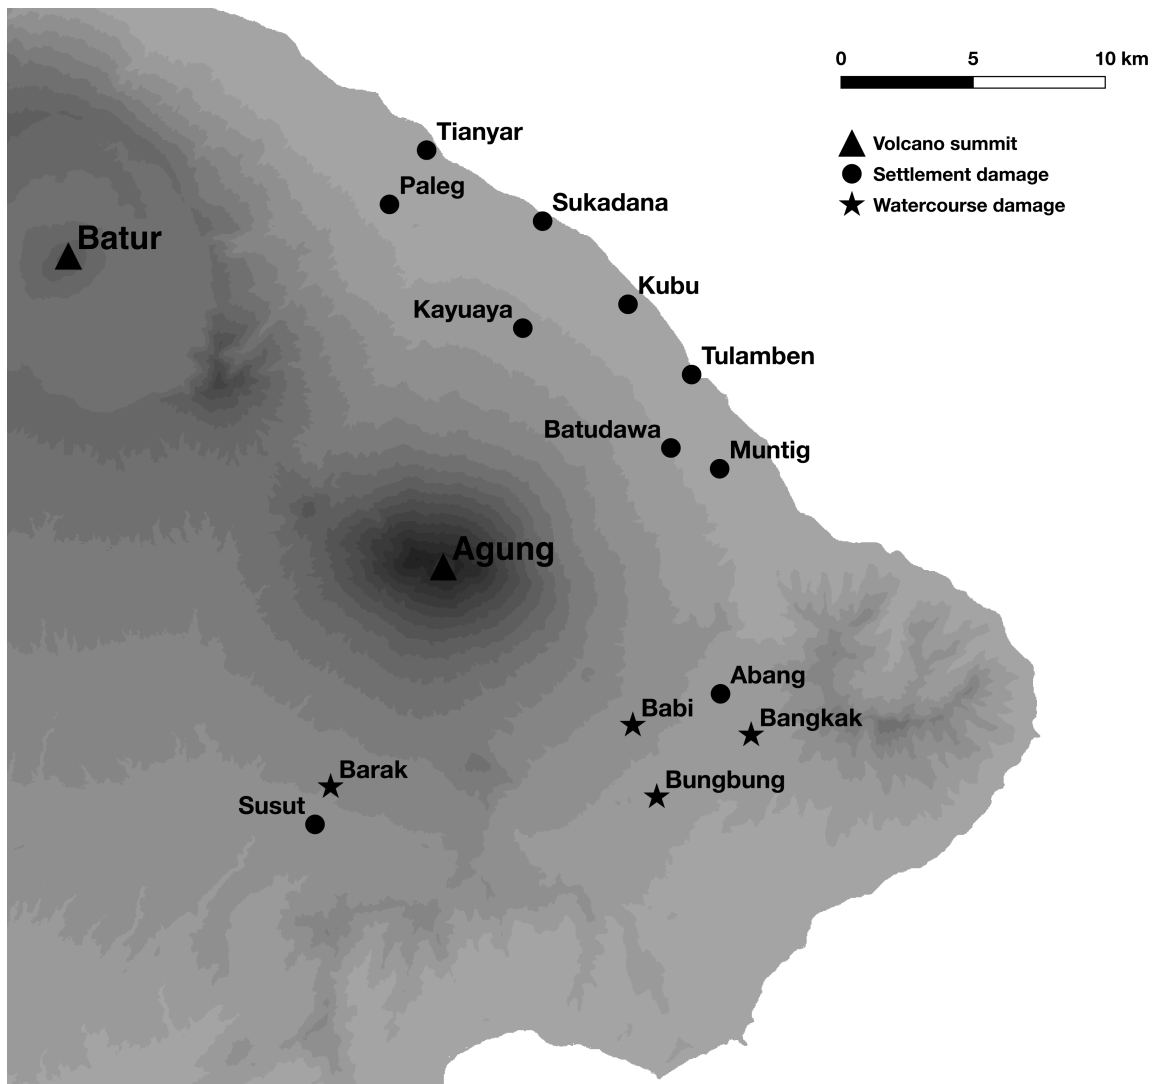 0 5 10 km
Volcano summit
Settlement damage
Watercourse damage
Tianyar
Paleg
Sukadana
Batur
Kubu
Kayuaya
Tulamben
Batudawa
Muntig
Agung
Abang
Babi
Bangkak
Barak
Bungbung
Susut